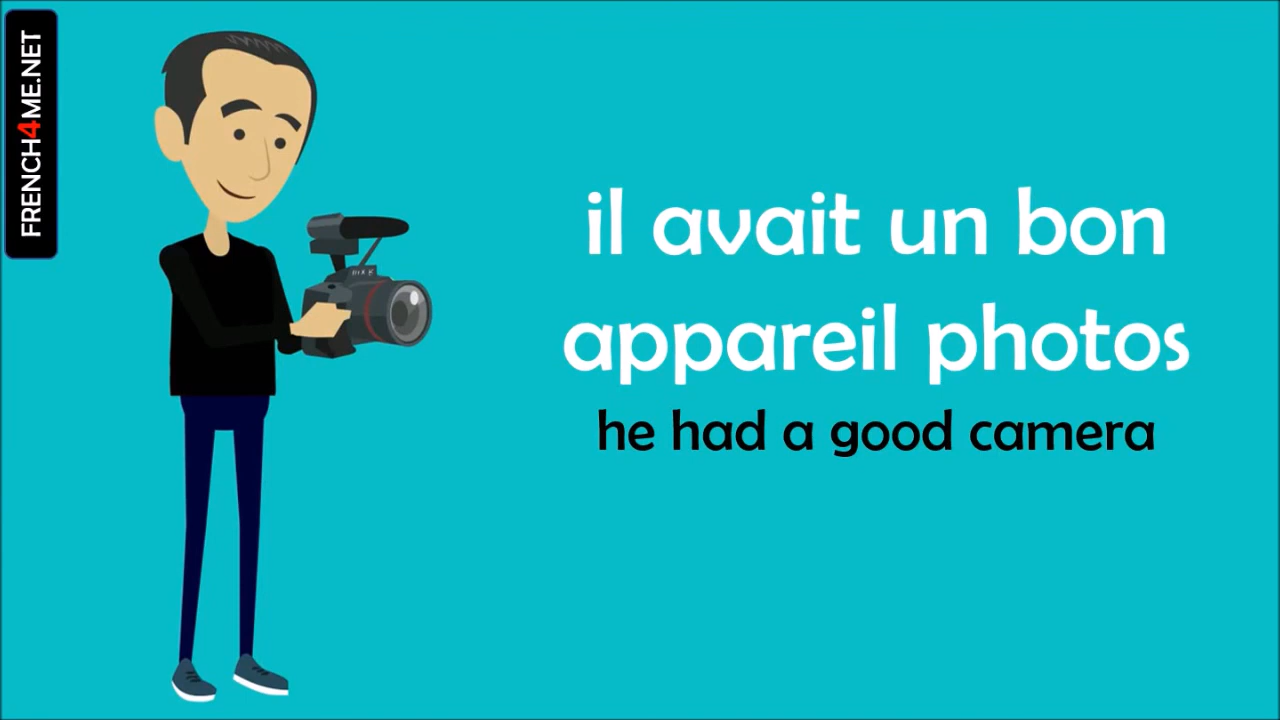 FRENCH4ME.NET
il avait un bon
appareil photos
he had a good camera